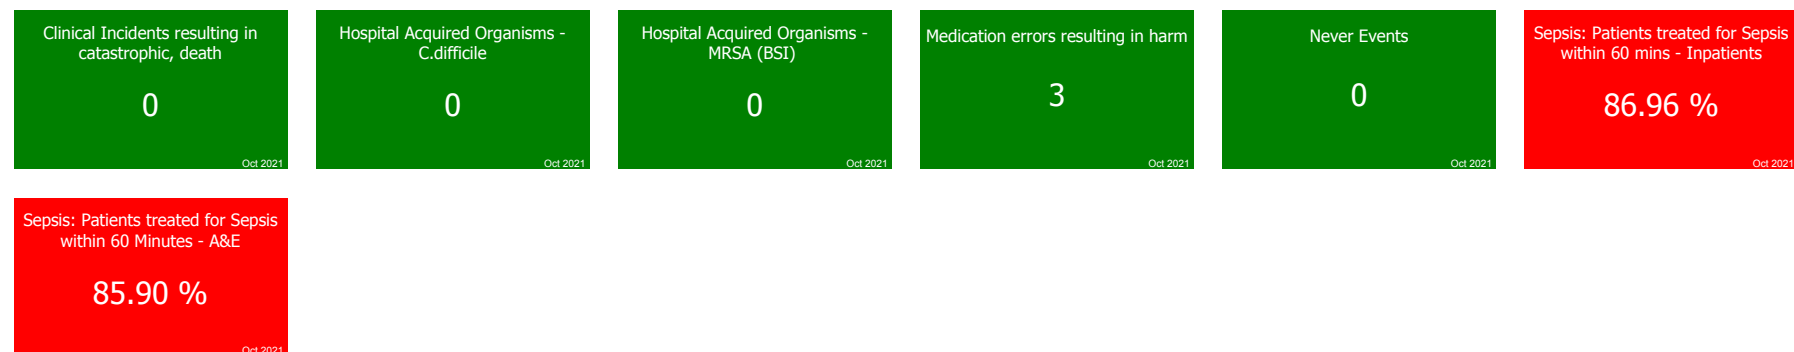 Clinical Incidents resulting in
catastrophic, death
0
Oct 2021
Hospital Acquired Organisms -
C.difficile
0
Oct 2021
Hospital Acquired Organisms -
MRSA (BSI)
0
Oct 2021
Medication errors resulting in harm
3
Oct 2021
Never Events
0
Oct 2021
Sepsis: Patients treated for Sepsis
within 60 mins - Inpatients
86.96 %
Oct 2021
Sepsis: Patients treated for Sepsis
within 60 Minutes - A&E
85.90 %
Oct 2021